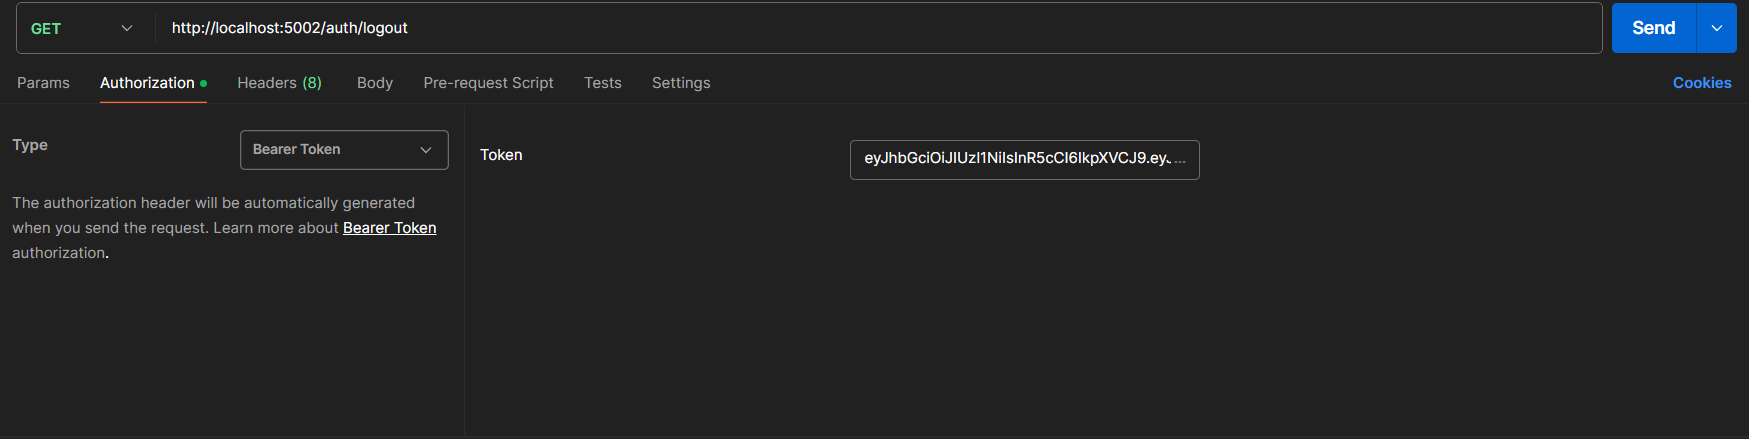 GET http://localhost:5002/auth/logout Send
Params Authorization Headers (8) Body Pre-request Script Tests Settings Cookies
Type Bearer Token
Token eyJhbGciOiJIUzI1NiIsInR5cCI6IkpXVCJ9.eyJ...
The authorization header will be automatically generated
when you send the request. Learn more about Bearer Token
authorization.